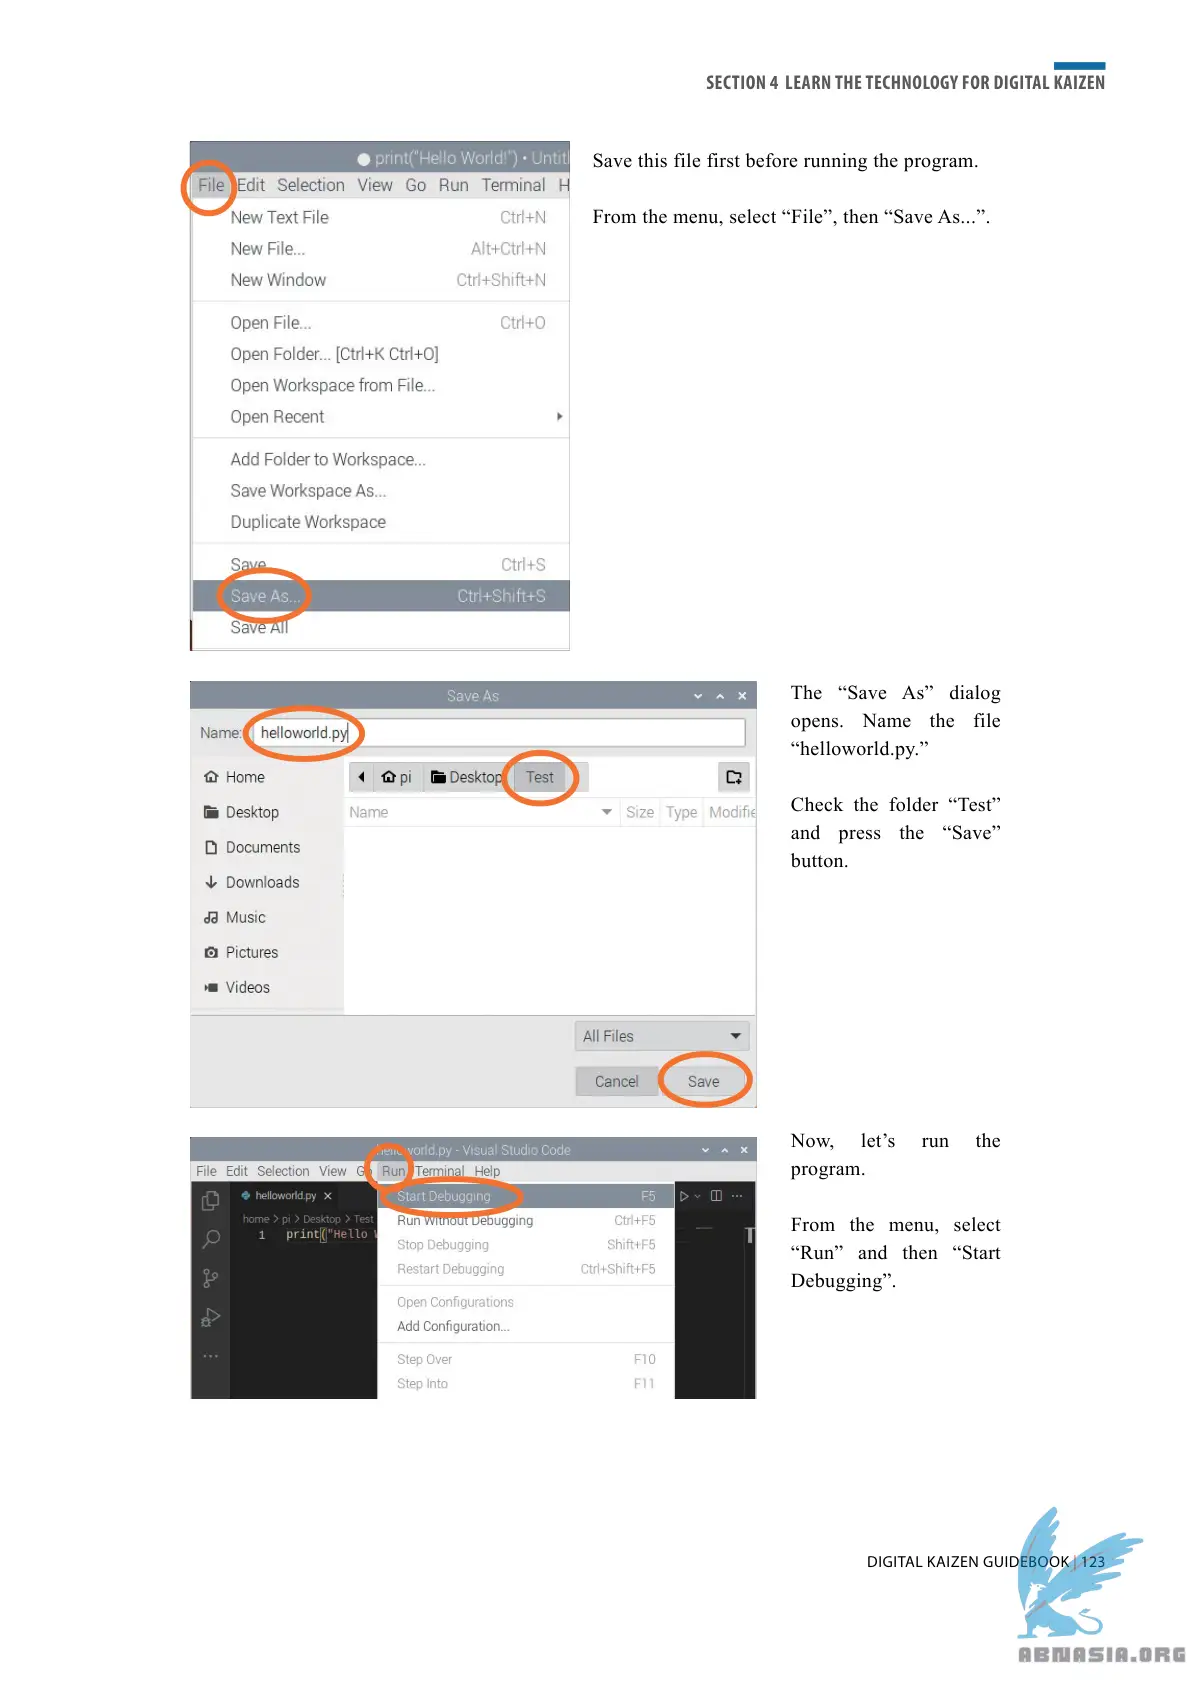 SECTION 4 LEARN THE TECHNOLOGY FOR DIGITAL KAIZEN
print("Hello World!") • Untitl
File Edit Selection View Go Run Terminal H
New Text File Ctrl+N
New File... Alt+Ctrl+N
New Window Ctrl+Shift+N
Open File... Ctrl+O
Open Folder... [Ctrl+K Ctrl+O]
Open Workspace from File...
Open Recent
Add Folder to Workspace...
Save Workspace As...
Duplicate Workspace
Save Ctrl+S
Save As... Ctrl+Shift+S
Save All
Save this file first before running the program.
From the menu, select “File”, then “Save As...”.
Save As
Name: helloworld.py
Home
Desktop
Documents
Downloads
Music
Pictures
Videos
pi Desktop Test
Name Size Type Modifie
All Files
Cancel Save
The “Save As” dialog
opens. Name the file
“helloworld.py.”
Check the folder “Test”
and press the “Save”
button.
helloworld.py - Visual Studio Code
File Edit Selection View Go Run Terminal Help
helloworld.py
home > pi > Desktop > Test
1 print("Hello W
Start Debugging F5
Run Without Debugging Ctrl+F5
Stop Debugging Shift+F5
Restart Debugging Ctrl+Shift+F5
Open Configurations
Add Configuration...
Step Over F10
Step Into F11
Now, let’s run the
program.
From the menu, select
“Run” and then “Start
Debugging”.
DIGITAL KAIZEN GUIDEBOOK | 123
ABNASIA.ORG